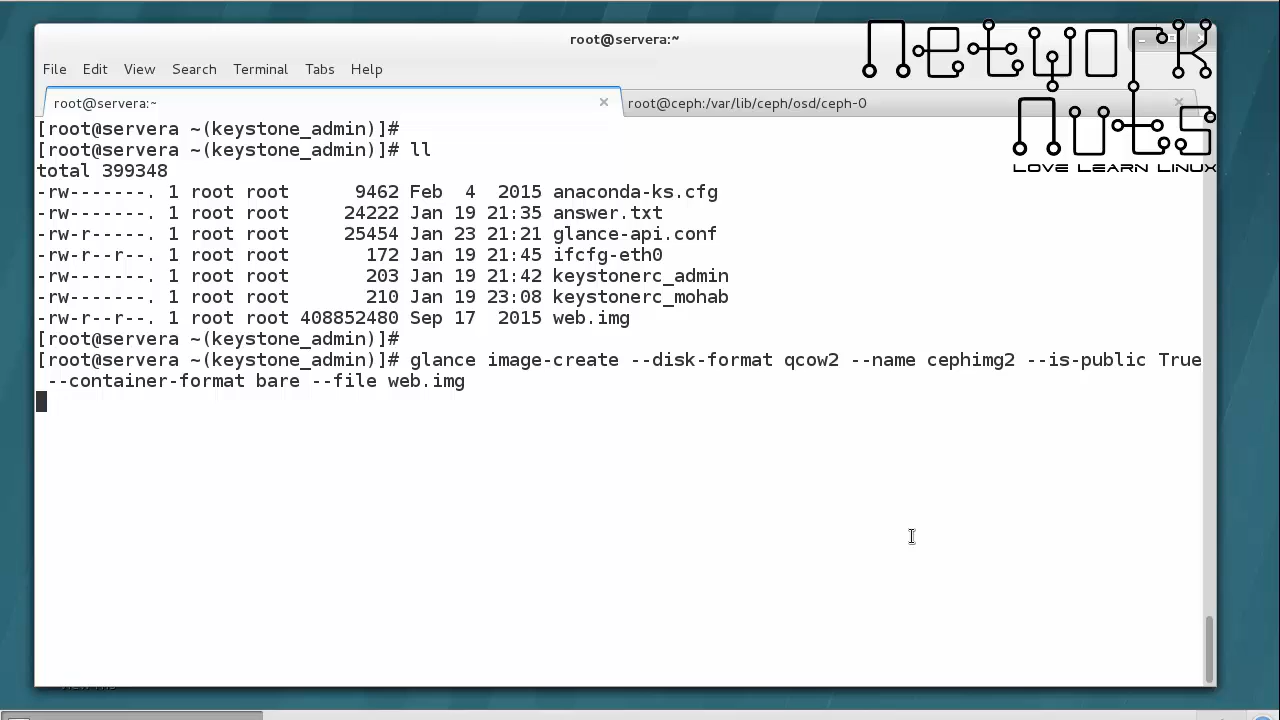 root@servera:~
File Edit View Search Terminal Tabs Help
root@servera:~ root@ceph:/var/lib/ceph/osd/ceph-0
network
nuts
LOVE LEARN LINUX
[root@servera ~(keystone_admin)]#
[root@servera ~(keystone_admin)]# ll
total 399348
-rw-------. 1 root root      9462 Feb  4  2015 anaconda-ks.cfg
-rw-------. 1 root root     24222 Jan 19 21:35 answer.txt
-rw-r-----. 1 root root     25454 Jan 23 21:21 glance-api.conf
-rw-r--r--. 1 root root       172 Jan 19 21:45 ifcfg-eth0
-rw-------. 1 root root       203 Jan 19 21:42 keystonerc_admin
-rw-------. 1 root root       210 Jan 19 23:08 keystonerc_mohab
-rw-r--r--. 1 root root 408852480 Sep 17  2015 web.img
[root@servera ~(keystone_admin)]#
[root@servera ~(keystone_admin)]# glance image-create --disk-format qcow2 --name cephimg2 --is-public True
 --container-format bare --file web.img